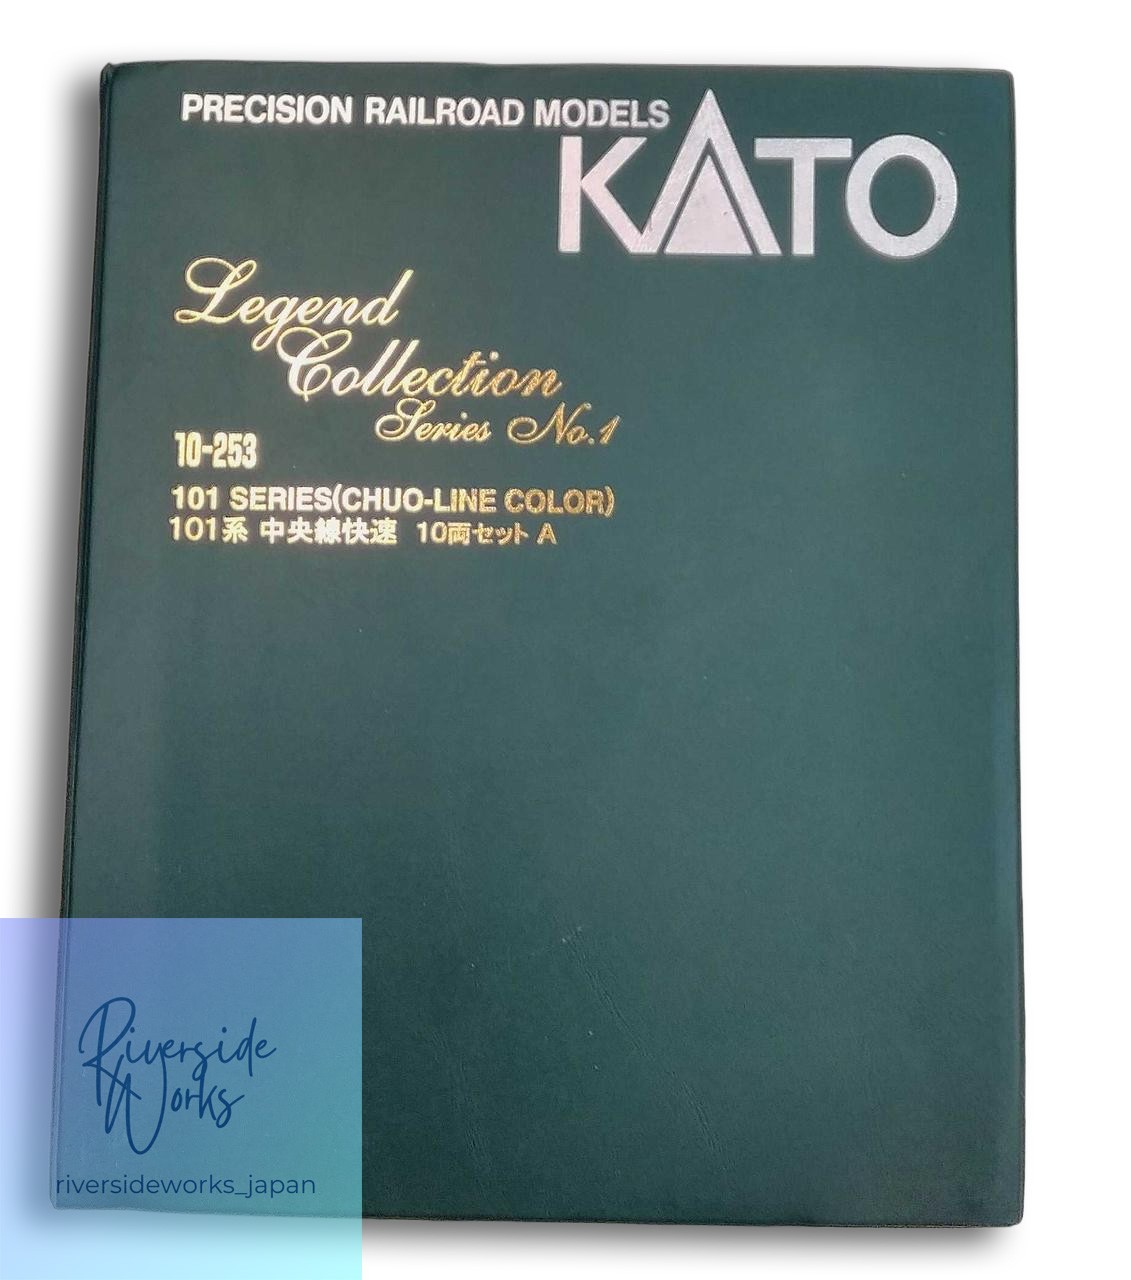 PRECISION RAILROAD MODELS
KATO
Legend
Collection
Series No.1
10-253
101 SERIES(CHUO-LINE COLOR)
101系 中央線快速 10両セット A
Riverside
Works
riversideworks_japan